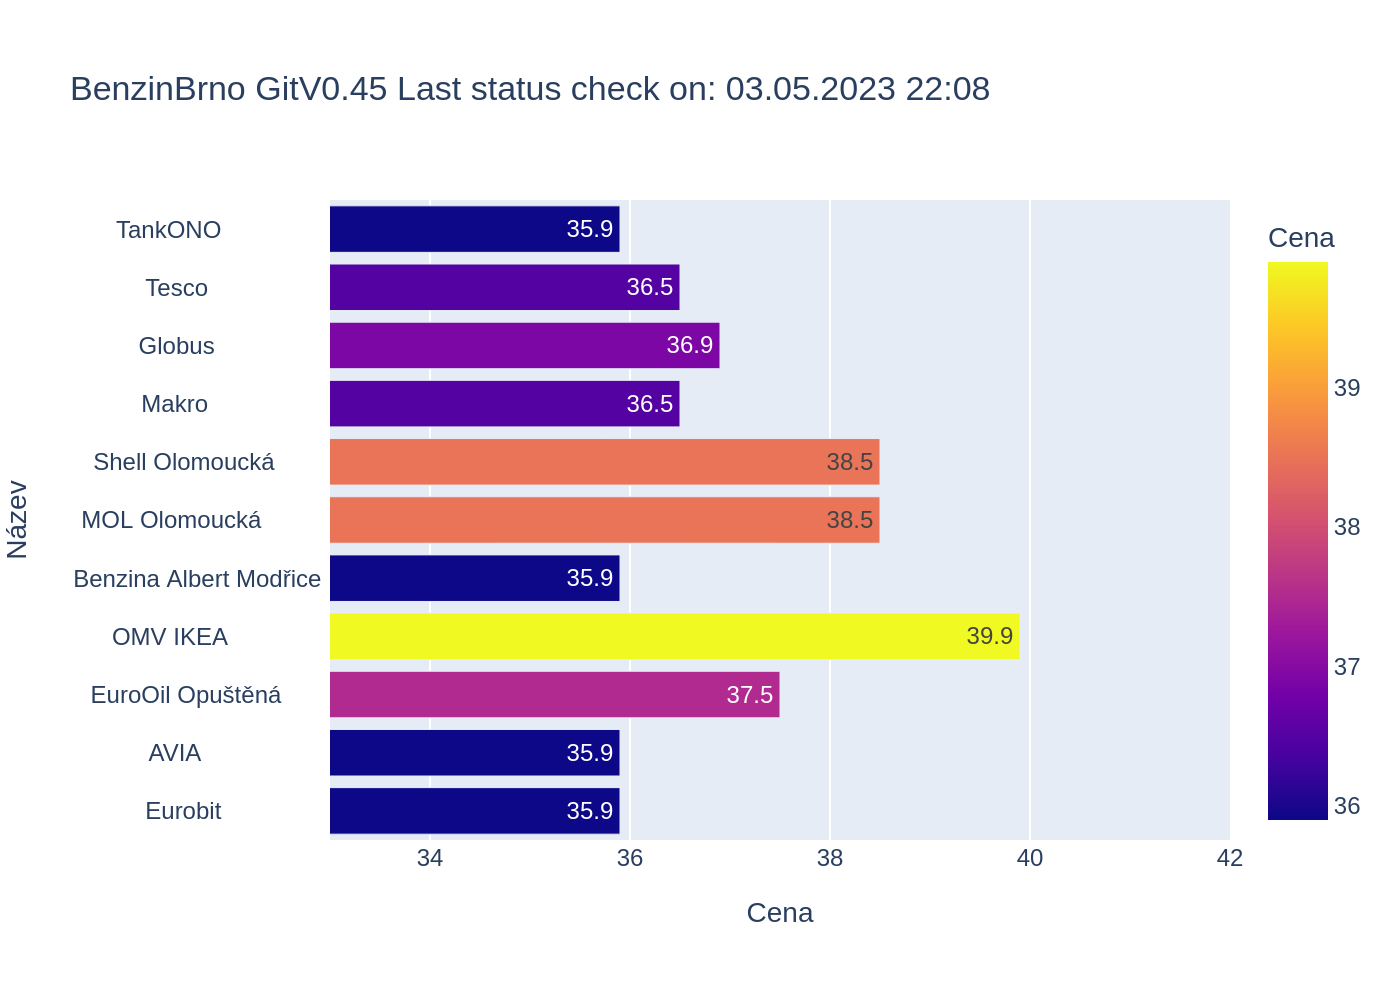 BenzinBrno GitV0.45 Last status check on: 03.05.2023 22:08
Cena
TankONO 35.9
Tesco 36.5
Globus 36.9
Makro 36.5
Shell Olomoucká 38.5
MOL Olomoucká 38.5
Benzina Albert Modřice 35.9
OMV IKEA 39.9
EuroOil Opuštěná 37.5
AVIA 35.9
Eurobit 35.9
Název
39
38
37
36
34 36 38 40 42
Cena